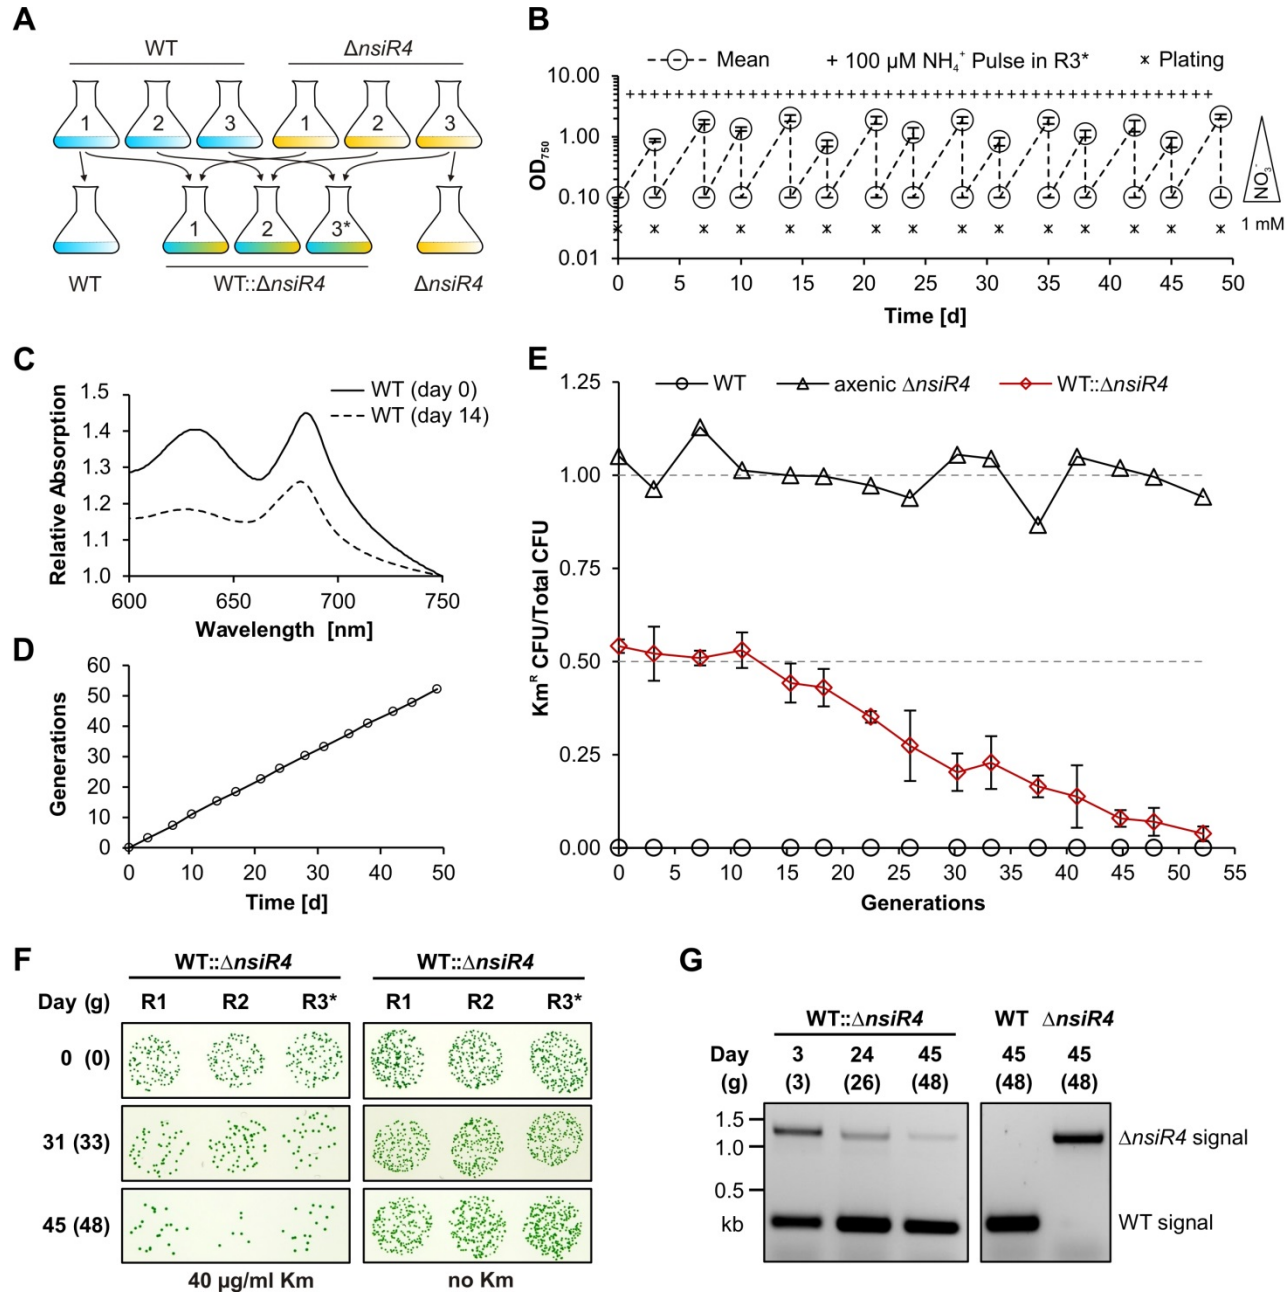 A
WT ΔnsiR4
1 2 3 1 2 3
1 2 3*
WT WT::ΔnsiR4 ΔnsiR4
B
Mean + 100 µM NH₄⁺ Pulse in R3* Plating
10.00
1.00
0.10
0.01
OD₇₅₀
0 5 10 15 20 25 30 35 40 45 50
Time [d]
NO₃⁻
1 mM
C
WT (day 0)
WT (day 14)
1.5
1.4
1.3
1.2
1.1
1.0
Relative Absorption
600 650 700 750
Wavelength [nm]
D
60
50
40
30
20
10
0
Generations
0 10 20 30 40 50
Time [d]
E
WT axenic ΔnsiR4 WT::ΔnsiR4
1.25
1.00
0.75
0.50
0.25
0.00
Kmᴿ CFU/Total CFU
0 5 10 15 20 25 30 35 40 45 50 55
Generations
F
WT::ΔnsiR4 WT::ΔnsiR4
Day (g) R1 R2 R3* R1 R2 R3*
0 (0)
31 (33)
45 (48)
40 µg/ml Km no Km
G
WT::ΔnsiR4 WT ΔnsiR4
Day 3 24 45 45 45
(g) (3) (26) (48) (48) (48)
1.5
1.0
0.5
kb
ΔnsiR4 signal
WT signal